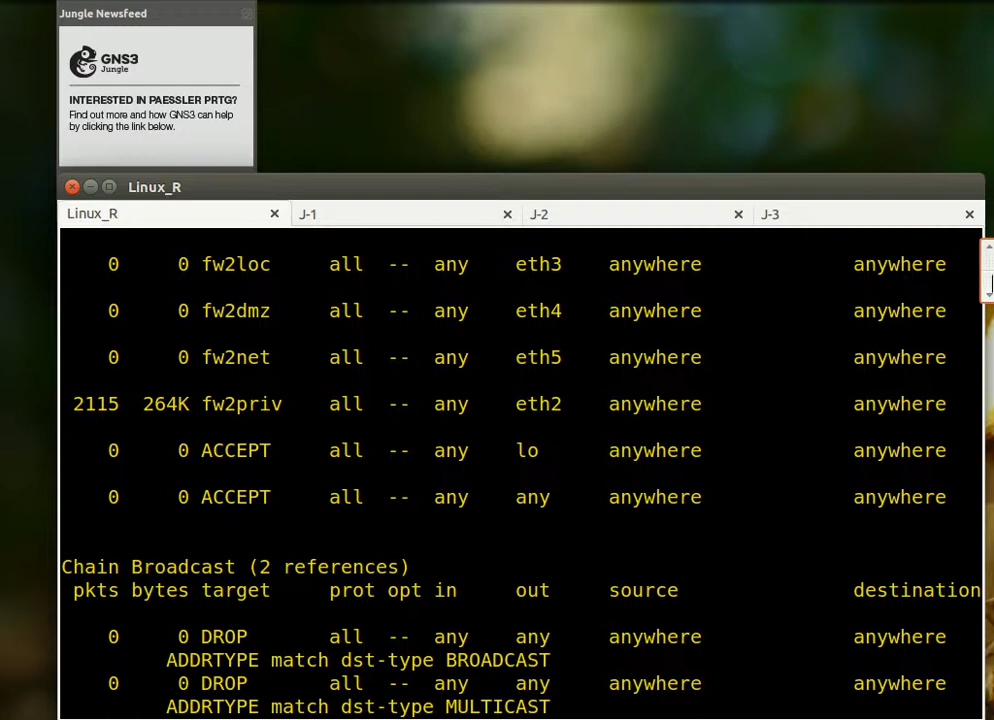 Jungle Newsfeed
GNS3
Jungle
INTERESTED IN PAESSLER PRTG?
Find out more and how GNS3 can help
by clicking the link below.
Linux_R
Linux_R J-1 J-2 J-3
0 0 fw2loc all -- any eth3 anywhere anywhere
0 0 fw2dmz all -- any eth4 anywhere anywhere
0 0 fw2net all -- any eth5 anywhere anywhere
2115 264K fw2priv all -- any eth2 anywhere anywhere
0 0 ACCEPT all -- any lo anywhere anywhere
0 0 ACCEPT all -- any any anywhere anywhere
Chain Broadcast (2 references)
pkts bytes target prot opt in out source destination
0 0 DROP all -- any any anywhere anywhere
ADDRTYPE match dst-type BROADCAST
0 0 DROP all -- any any anywhere anywhere
ADDRTYPE match dst-type MULTICAST